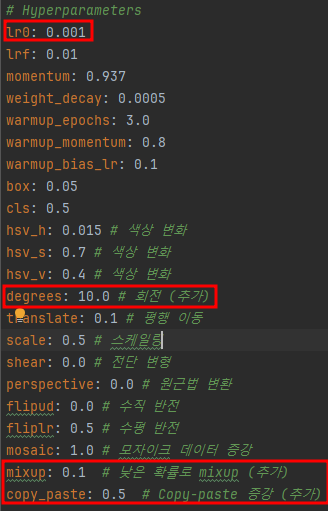 # Hyperparameters
lr0: 0.001
lrf: 0.01
momentum: 0.937
weight_decay: 0.0005
warmup_epochs: 3.0
warmup_momentum: 0.8
warmup_bias_lr: 0.1
box: 0.05
cls: 0.5
hsv_h: 0.015 # 색상 변화
hsv_s: 0.7 # 색상 변화
hsv_v: 0.4 # 색상 변화
degrees: 10.0 # 회전 (추가)
translate: 0.1 # 평행 이동
scale: 0.5 # 스케일링
shear: 0.0 # 전단 변형
perspective: 0.0 # 원근법 변환
flipud: 0.0 # 수직 반전
fliplr: 0.5 # 수평 반전
mosaic: 1.0 # 모자이크 데이터 증강
mixup: 0.1  # 낮은 확률로 mixup (추가)
copy_paste: 0.5  # Copy-paste 증강 (추가)